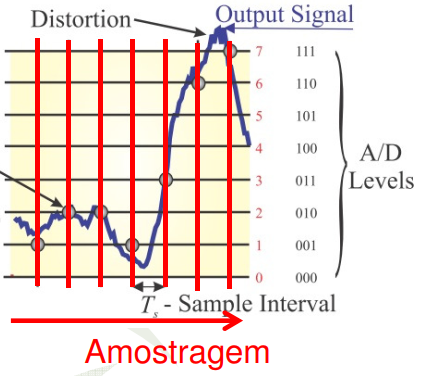 Distortion
Output Signal
7 111
6 110
5 101
4 100
3 011
2 010
1 001
0 000
A/D
Levels
Ts - Sample Interval
Amostragem